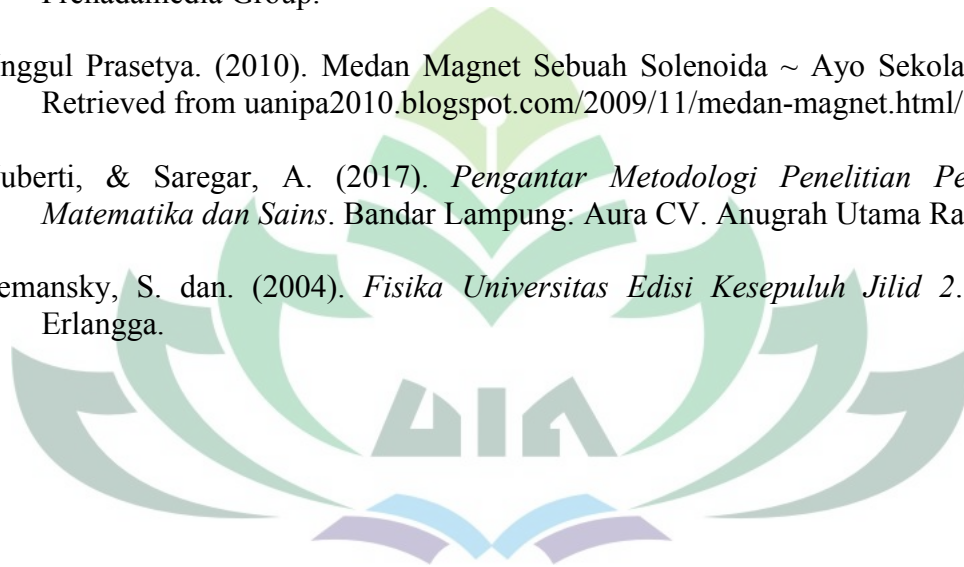 Prenadamedia Group.
nggul Prasetya. (2010). Medan Magnet Sebuah Solenoida ~ Ayo Sekola
Retrieved from uanipa2010.blogspot.com/2009/11/medan-magnet.html/
uberti, & Saregar, A. (2017). Pengantar Metodologi Penelitian Pe
Matematika dan Sains. Bandar Lampung: Aura CV. Anugrah Utama Ra
emansky, S. dan. (2004). Fisika Universitas Edisi Kesepuluh Jilid 2.
Erlangga.
UIN